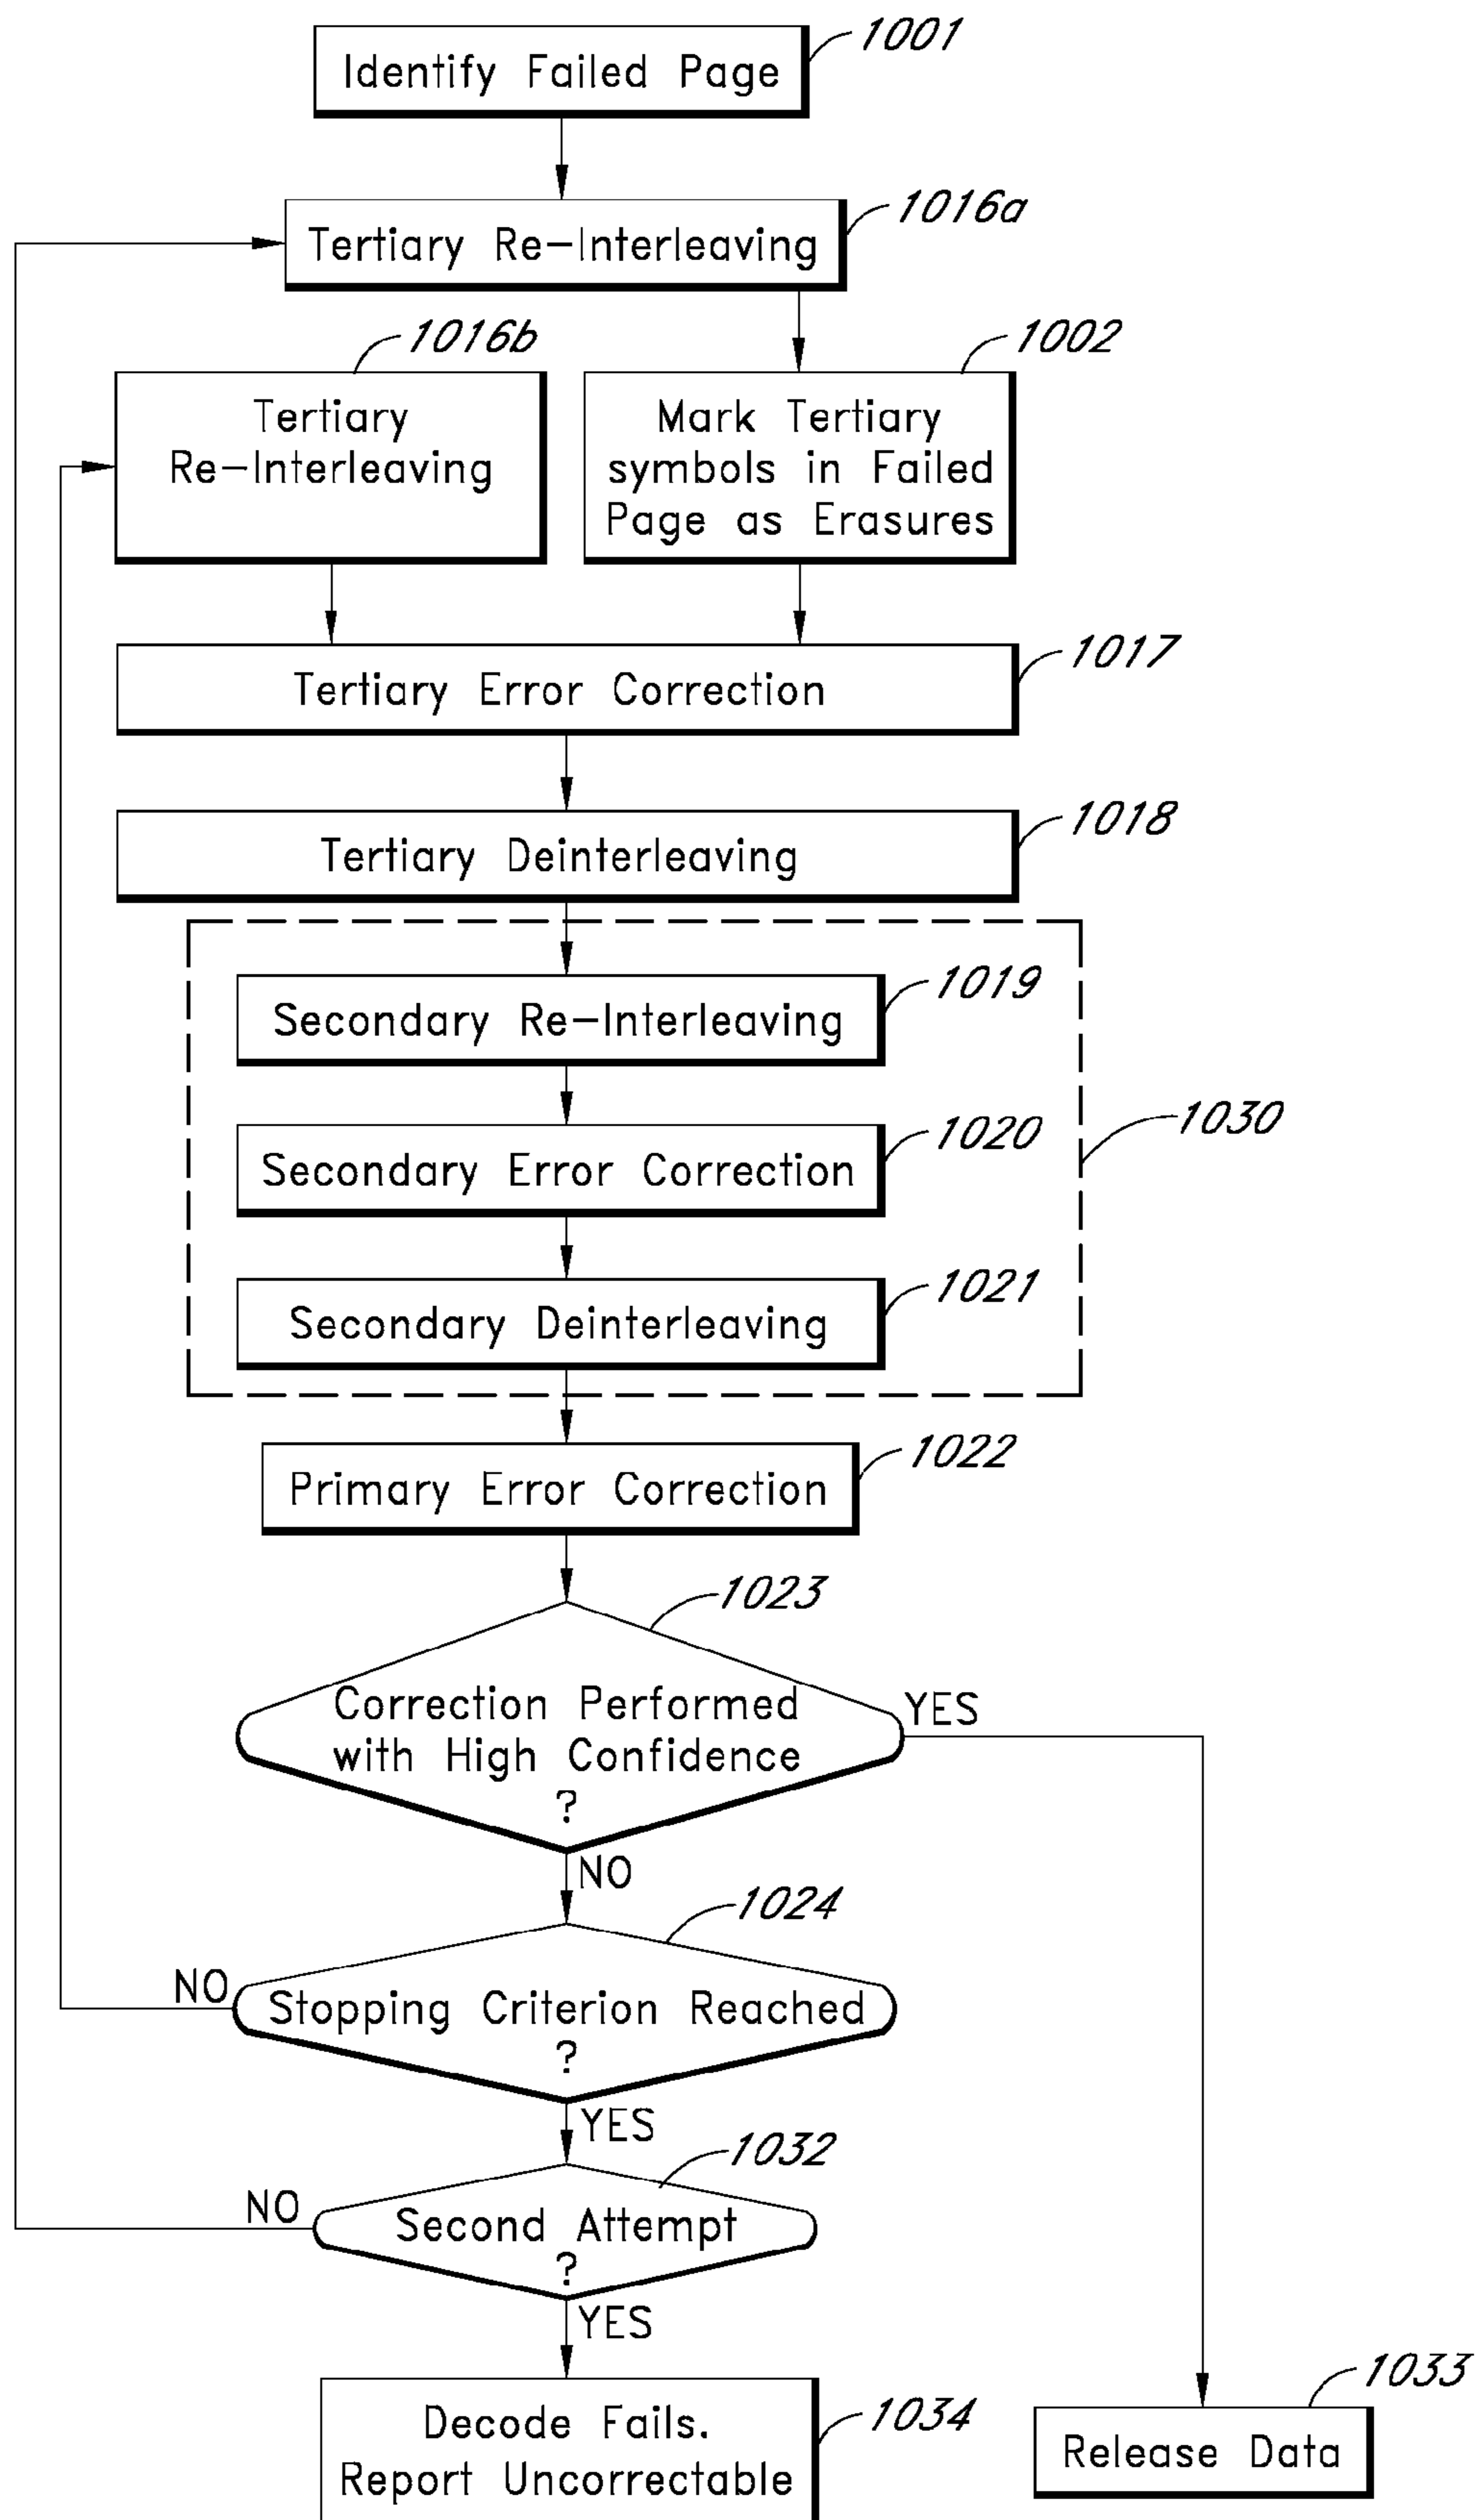 1001
Identify Failed Page
1016a
Tertiary Re-Interleaving
1016b
1002
Tertiary
Re-Interleaving
Mark Tertiary
symbols in Failed
Page as Erasures
1017
Tertiary Error Correction
1018
Tertiary Deinterleaving
1019
Secondary Re-Interleaving
1030
1020
Secondary Error Correction
1021
Secondary Deinterleaving
1022
Primary Error Correction
1023
Correction Performed
with High Confidence
?
YES
NO
1024
NO
Stopping Criterion Reached
?
YES
1032
NO
Second Attempt
?
YES
1033
1034
Decode Fails.
Report Uncorrectable
Release Data